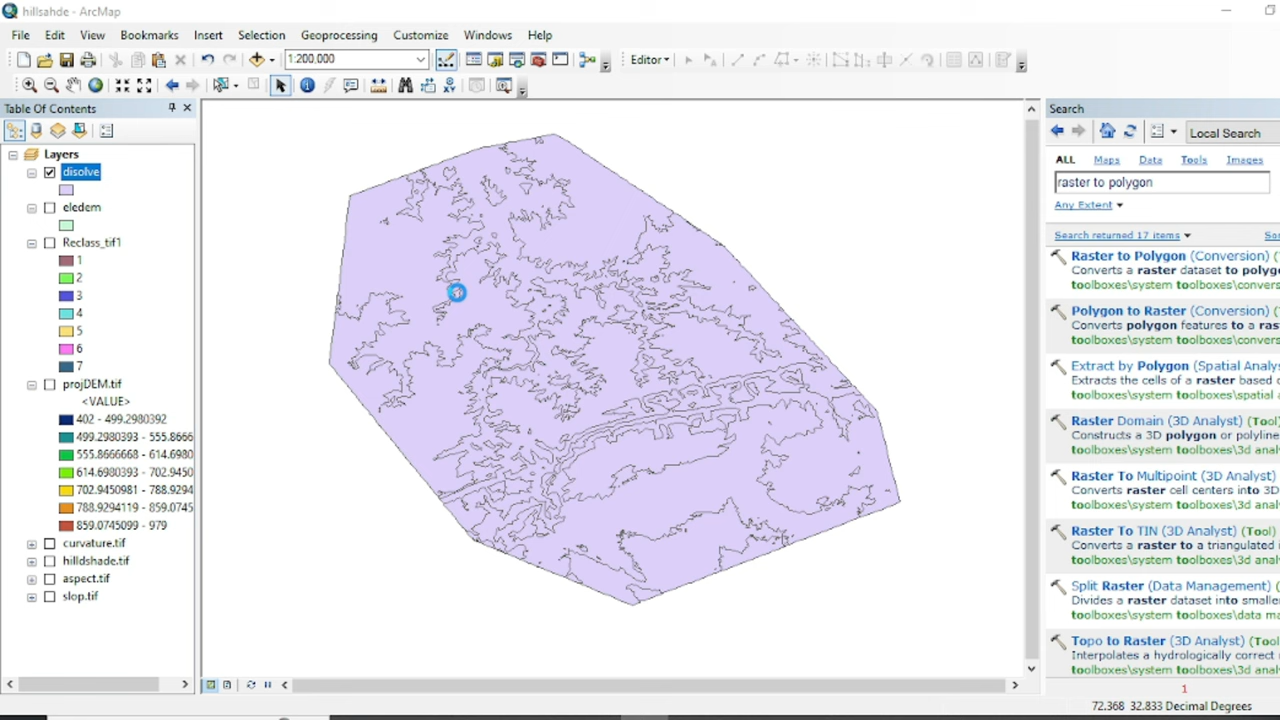 hillsahde - ArcMap
File Edit View Bookmarks Insert Selection Geoprocessing Customize Windows Help
1:200,000
Editor
Table Of Contents
Layers
disolve
eledem
Reclass_tif1
1
2
3
4
5
6
7
projDEM.tif
<VALUE>
402 - 499.2980392
499.2980393 - 555.8666
555.8666668 - 614.6980
614.6980393 - 702.9450
702.9450981 - 788.9294
788.9294119 - 859.0745
859.0745099 - 979
curvature.tif
hilldshade.tif
aspect.tif
slop.tif
Search
Local Search
ALL Maps Data Tools Images
raster to polygon
Any Extent
Search returned 17 items
Raster to Polygon (Conversion)
Converts a raster dataset to polyg
toolboxes\system toolboxes\convers
Polygon to Raster (Conversion)
Converts polygon features to a ras
toolboxes\system toolboxes\convers
Extract by Polygon (Spatial Analys
Extracts the cells of a raster based
toolboxes\system toolboxes\spatial
Raster Domain (3D Analyst) (Tool
Constructs a 3D polygon or polyline
toolboxes\system toolboxes\3d anal
Raster To Multipoint (3D Analyst)
Converts raster cell centers into 3D
toolboxes\system toolboxes\3d anal
Raster To TIN (3D Analyst) (Tool)
Converts a raster to a triangulated i
toolboxes\system toolboxes\3d anal
Split Raster (Data Management)
Divides a raster dataset into smaller
toolboxes\system toolboxes\data ma
Topo to Raster (3D Analyst) (Tool
Interpolates a hydrologically correct
toolboxes\system toolboxes\3d anal
1
72.368 32.833 Decimal Degrees